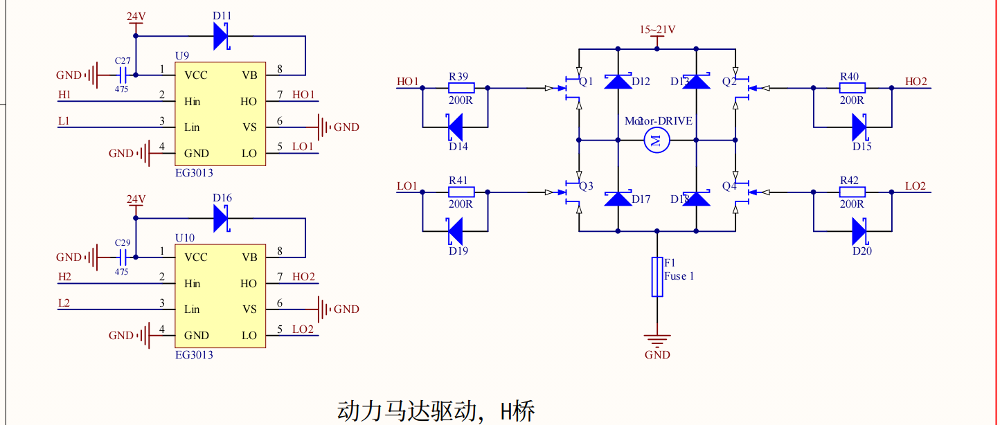 24V
D11
C27
GND
475
U9
1 VCC VB 8
H1 2 Hin HO 7 HO1
L1 3 Lin VS 6 GND
GND 4 GND LO 5 LO1
EG3013
24V
D16
C29
GND
475
U10
1 VCC VB 8
H2 2 Hin HO 7 HO2
L2 3 Lin VS 6 GND
GND 4 GND LO 5 LO2
EG3013
15~21V
HO1 R39 Q1 D12 D13 Q2 R40 HO2
200R 200R
D14 D15
Motor-DRIVE
M
LO1 R41 Q3 D17 D18 Q4 R42 LO2
200R 200R
D19 D20
F1
Fuse 1
GND
动力马达驱动，H桥